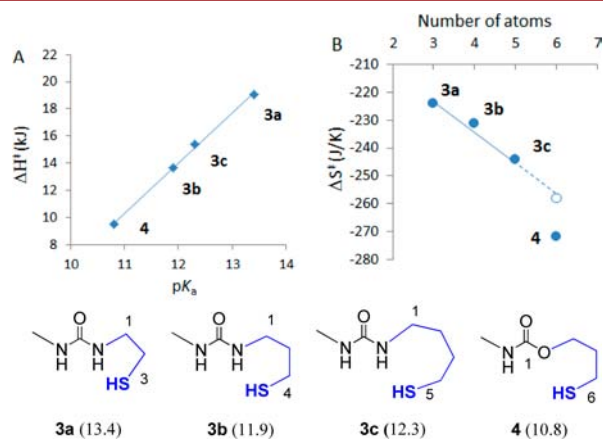 A
ΔH‡ (kJ)
22
20
18
16
14
12
10
8
3a
3c
3b
4
10 11 12 13 14
pKa
Number of atoms
B
2 3 4 5 6 7
ΔS‡ (J/K)
-210
-220
-230
-240
-250
-260
-270
-280
3a
3b
3c
4
O 1 N H N H HS 3
O 1 N H N H HS 4
O 1 N H N H HS 5
O N H 1 O HS 6
3a (13.4) 3b (11.9) 3c (12.3) 4 (10.8)